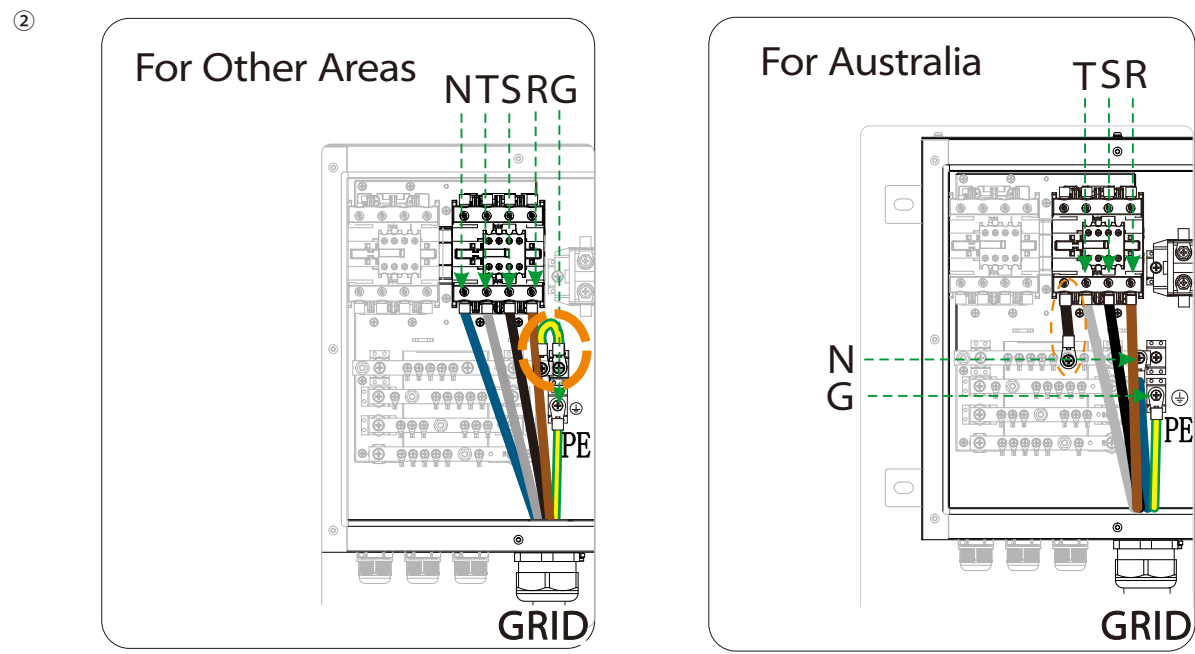 ②
For Other Areas
NTSRG
PE
GRID
For Australia
TSR
N
G
PE
GRID